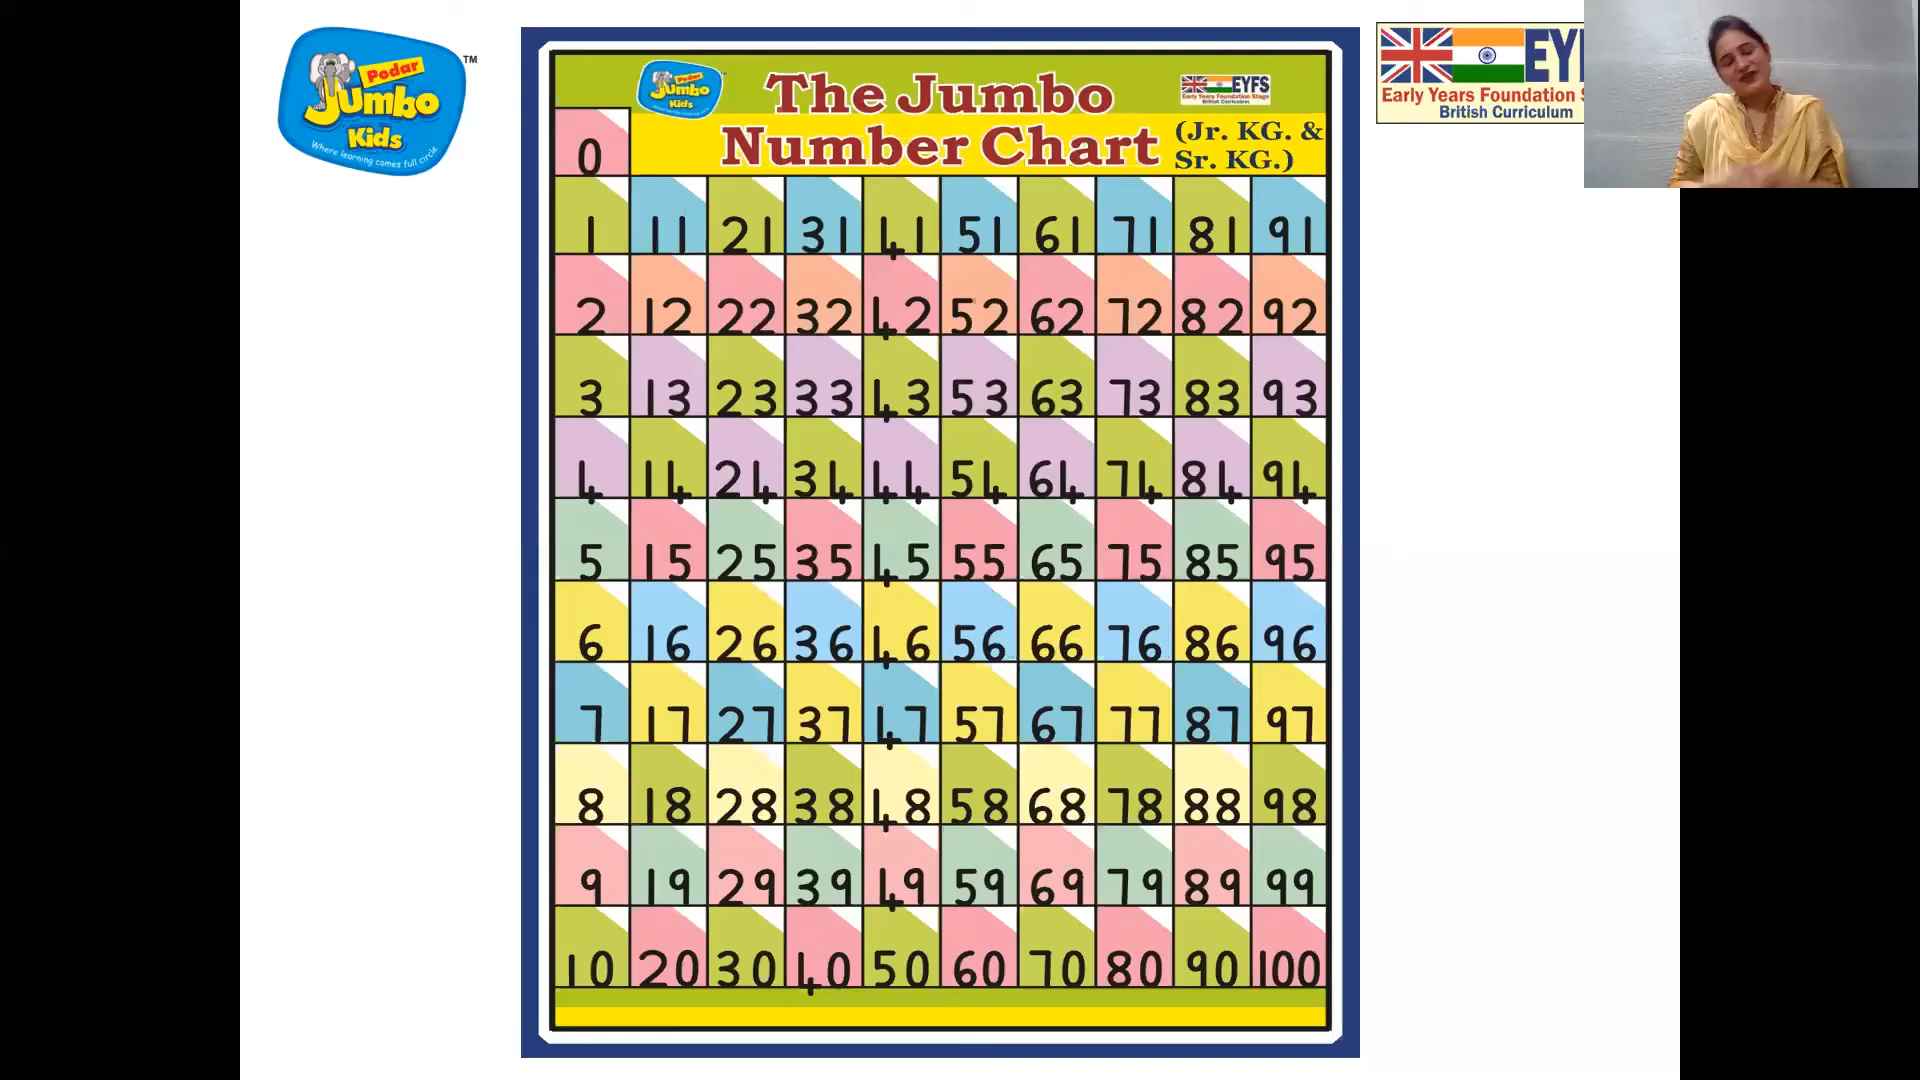 Podar
Jumbo
Kids
Where learning comes full circle
TM
Podar
Jumbo
Kids
The Jumbo
Number Chart
(Jr. KG. &
Sr. KG.)
EYFS
Early Years Foundation Stage
British Curriculum
EY
Early Years Foundation S
British Curriculum
0
1 11 21 31 41 51 61 71 81 91
2 12 22 32 42 52 62 72 82 92
3 13 23 33 43 53 63 73 83 93
4 14 24 34 44 54 64 74 84 94
5 15 25 35 45 55 65 75 85 95
6 16 26 36 46 56 66 76 86 96
7 17 27 37 47 57 67 77 87 97
8 18 28 38 48 58 68 78 88 98
9 19 29 39 49 59 69 79 89 99
10 20 30 40 50 60 70 80 90 100